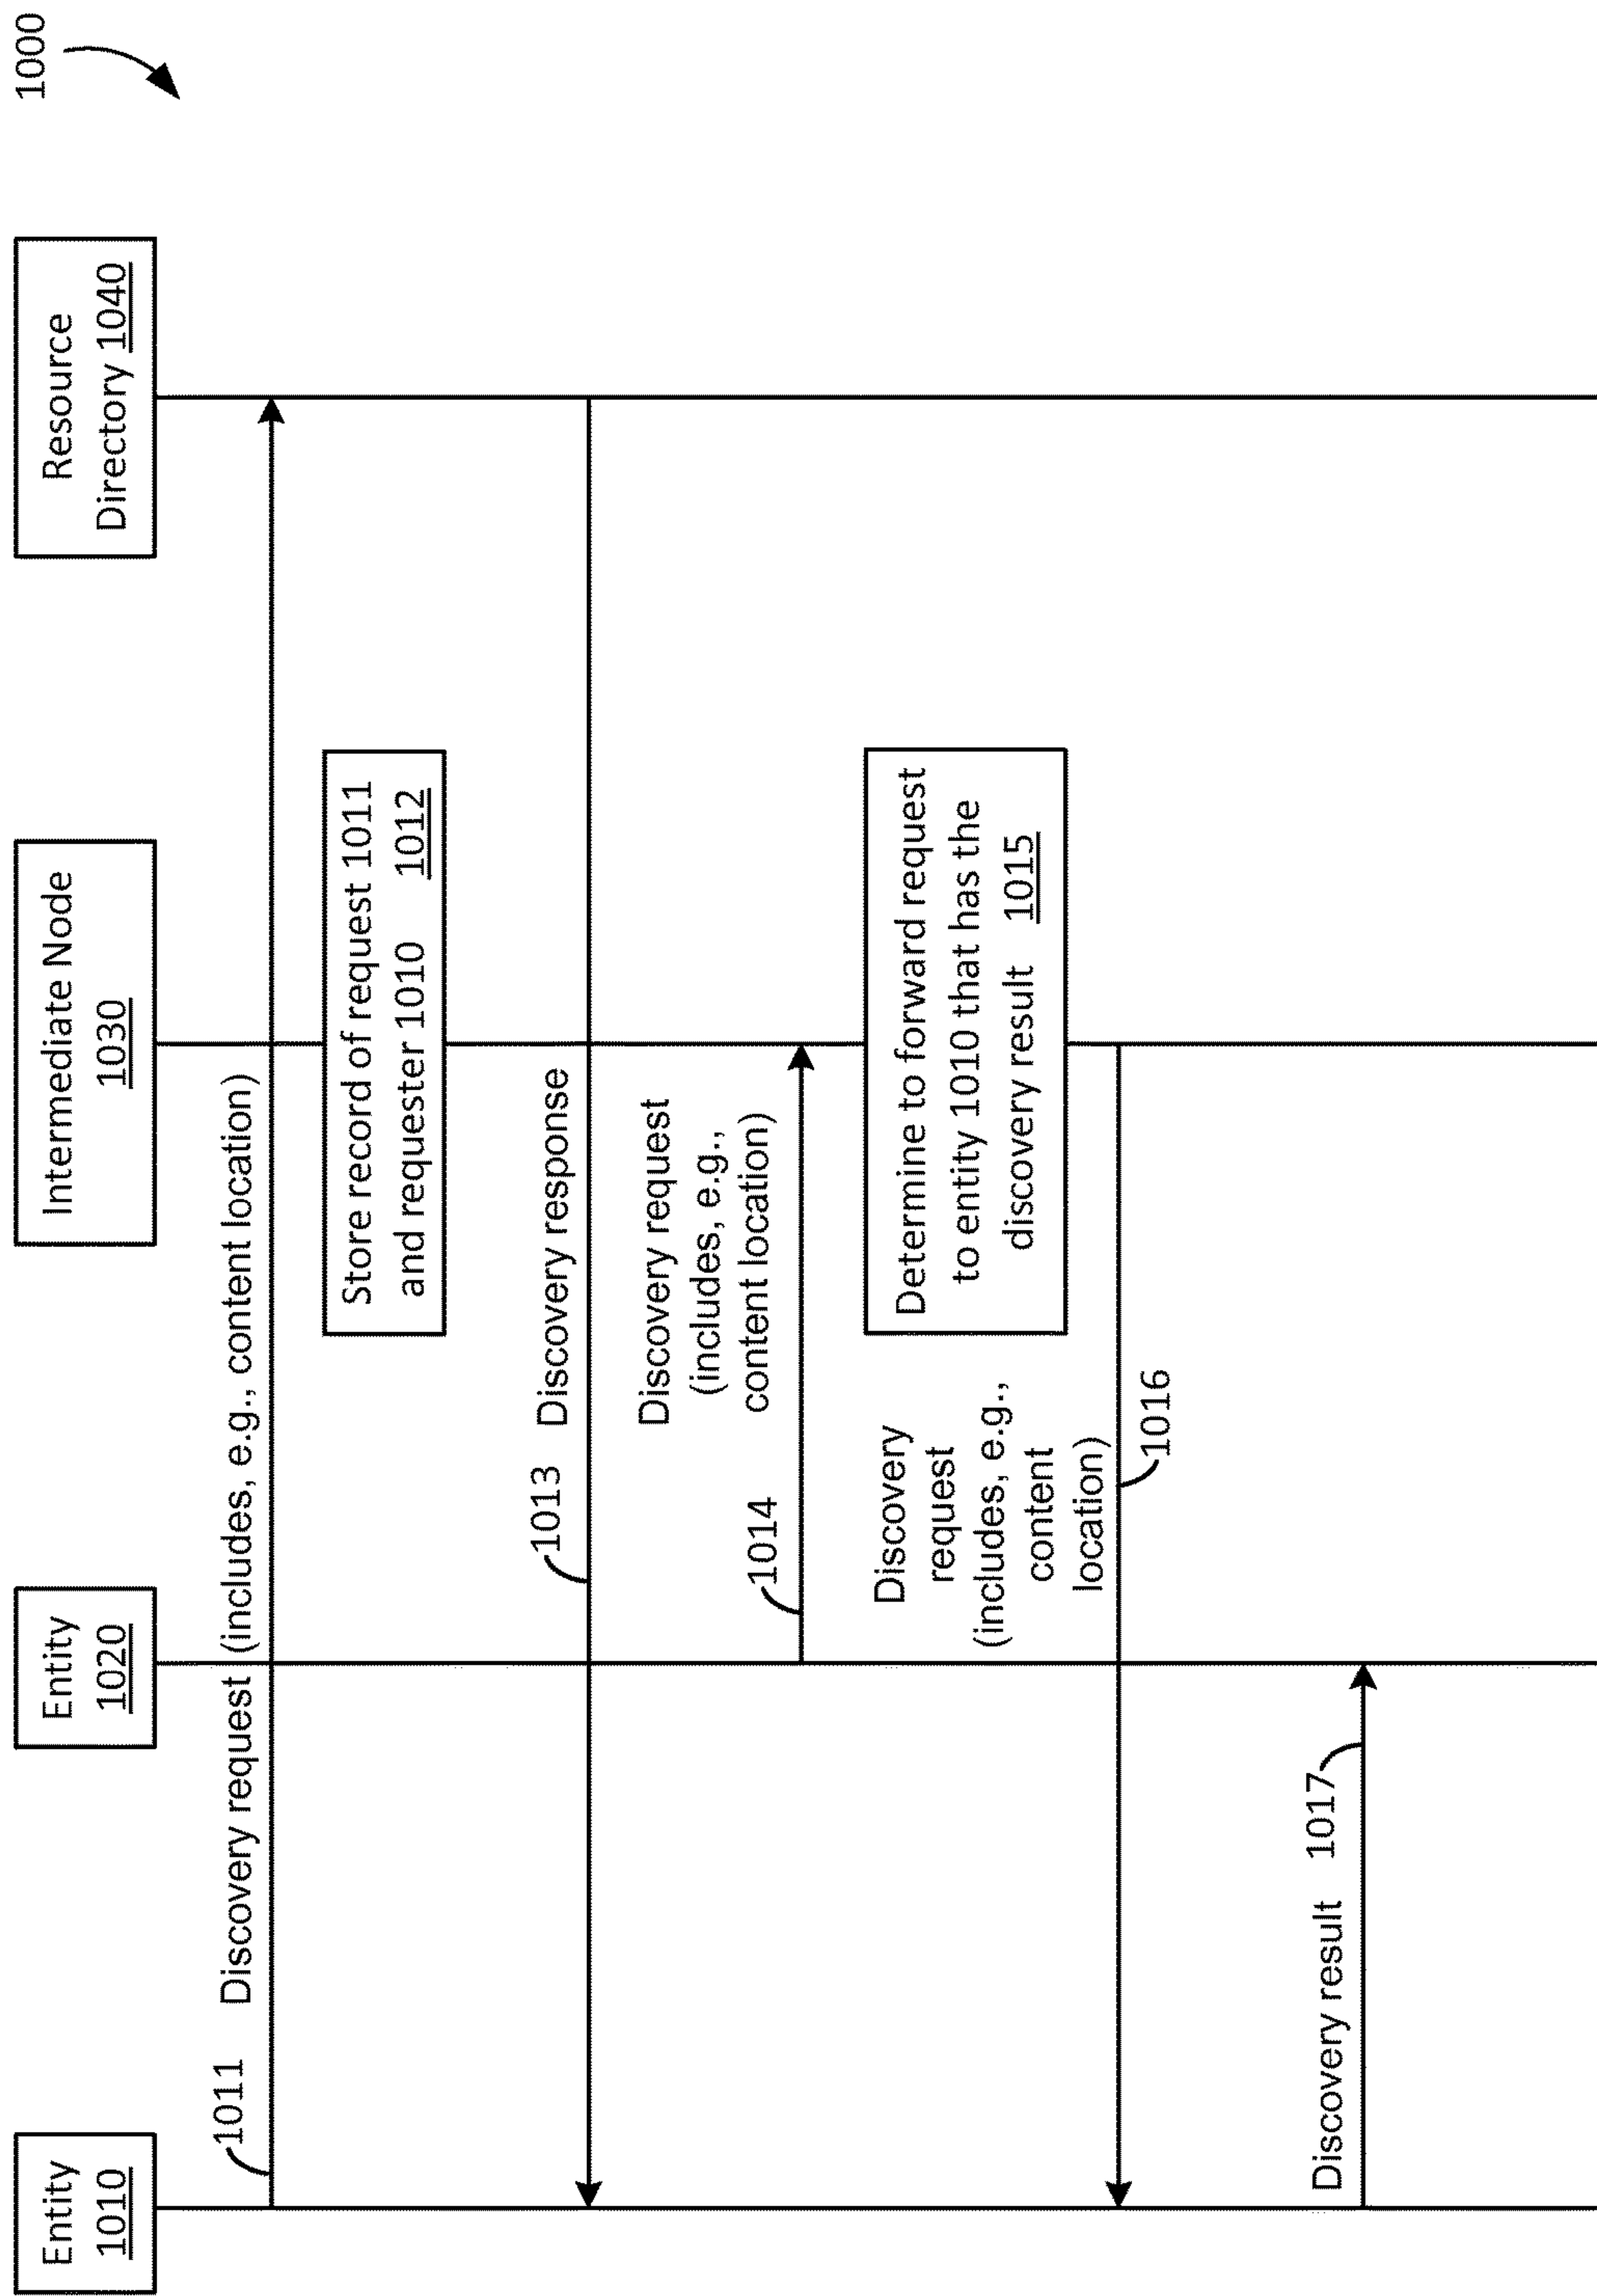 1000
Entity
1010
Entity
1020
Intermediate Node
1030
Resource
Directory 1040
1011
Discovery request (includes, e.g., content location)
Store record of request 1011
and requester 1010 1012
1013
Discovery response
1014
Discovery request
(includes, e.g.,
content location)
Determine to forward request
to entity 1010 that has the
discovery result 1015
Discovery
request
(includes, e.g.,
content
location)
1016
Discovery result 1017